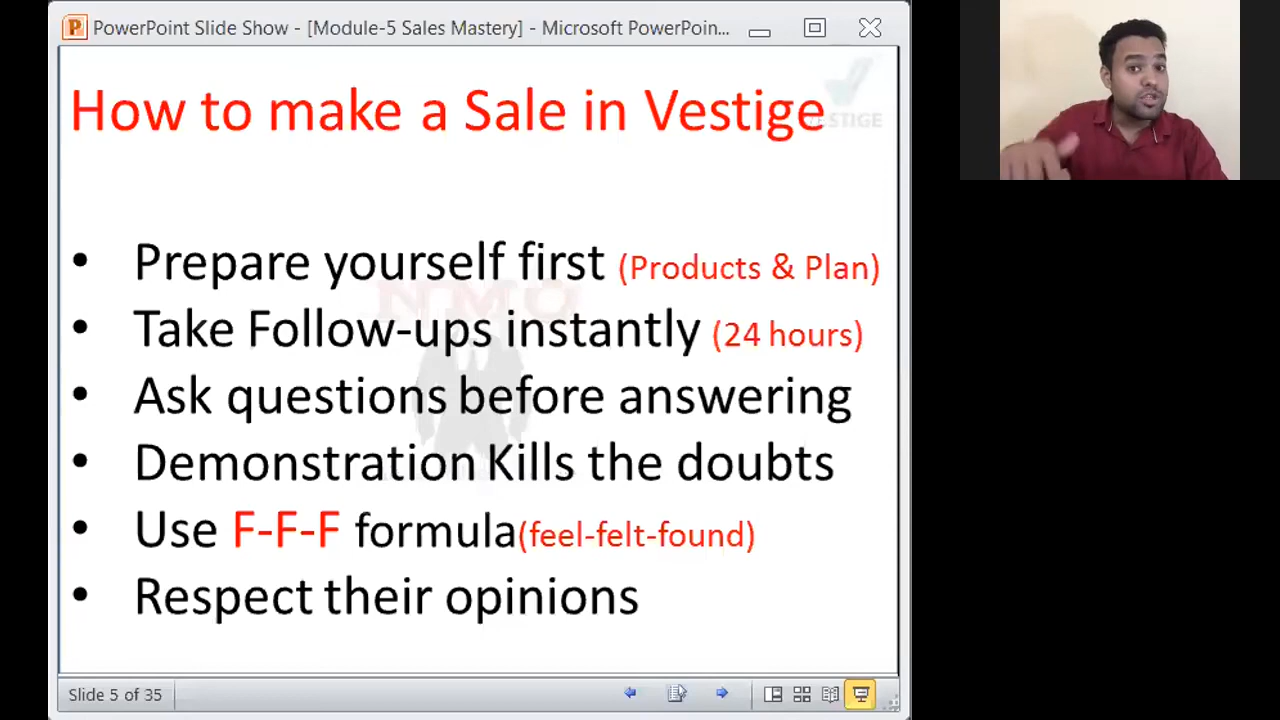 PowerPoint Slide Show - [Module-5 Sales Mastery] - Microsoft PowerPoin...
How to make a Sale in Vestige
VESTIGE
• Prepare yourself first (Products & Plan)
• Take Follow-ups instantly (24 hours)
• Ask questions before answering
• Demonstration Kills the doubts
• Use F-F-F formula(feel-felt-found)
• Respect their opinions
NMO
Slide 5 of 35